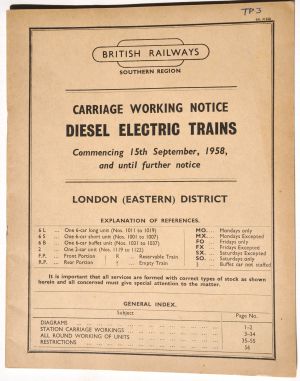 TP3
BRITISH RAILWAYS
SOUTHERN REGION
CARRIAGE WORKING NOTICE
DIESEL ELECTRIC TRAINS
Commencing 15th September, 1958,
and until further notice
LONDON (EASTERN) DISTRICT
EXPLANATION OF REFERENCES.
6 L ... One 6-car long unit (Nos. 1011 to 1019) MO... Mondays only
6 S ... One 6-car short unit (Nos. 1001 to 1007) MX... Mondays Excepted
6 B ... One 6-car buffet unit (Nos. 1031 to 1037) FO ... Fridays only
2 ... One 2-car unit (Nos. 1119 to 1122) FX ... Fridays Excepted
F.P. ... Front Portion R ... Reservable Train SX... Saturdays Excepted
R.P. ... Rear Portion ... Empty Train SO... Saturdays only
... Buffet car not staffed
It is important that all services are formed with correct types of stock as shown
herein and all concerned must give special attention to the matter.
GENERAL INDEX.
Subject Page No.
DIAGRAMS 1-2
STATION CARRIAGE WORKINGS 3-34
ALL ROUND WORKING OF UNITS 35-55
RESTRICTIONS 56